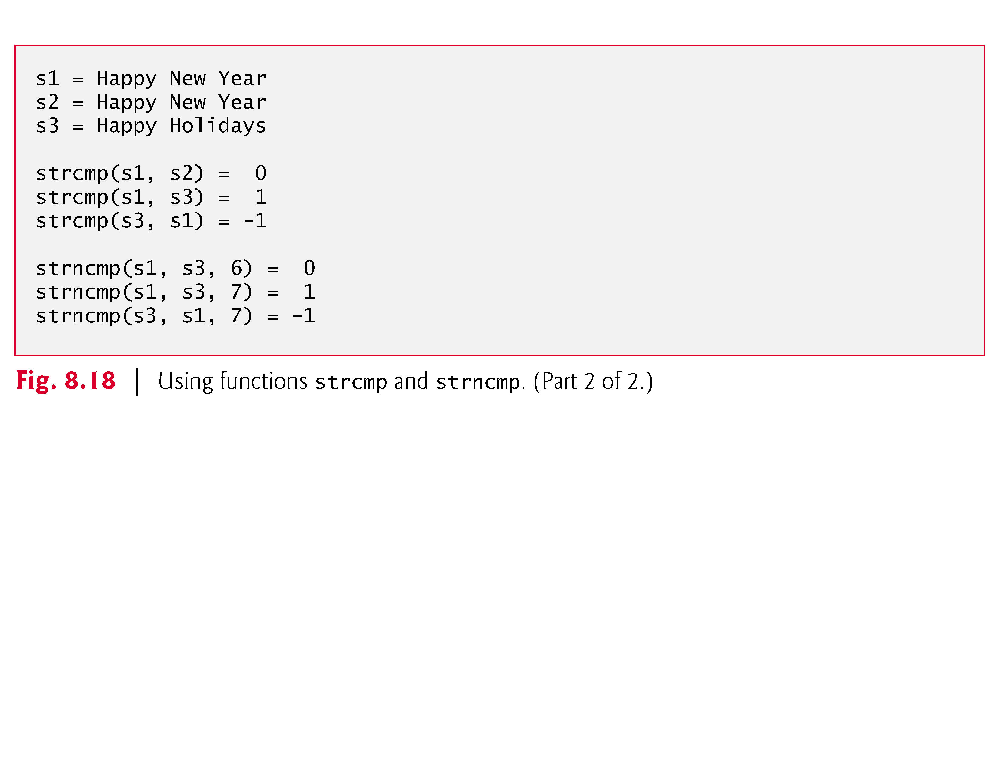 s1 = Happy New Year
s2 = Happy New Year
s3 = Happy Holidays
strcmp(s1, s2) =  0
strcmp(s1, s3) =  1
strcmp(s3, s1) = -1
strncmp(s1, s3, 6) =  0
strncmp(s1, s3, 7) =  1
strncmp(s3, s1, 7) = -1
Fig. 8.18 | Using functions strcmp and strncmp. (Part 2 of 2.)